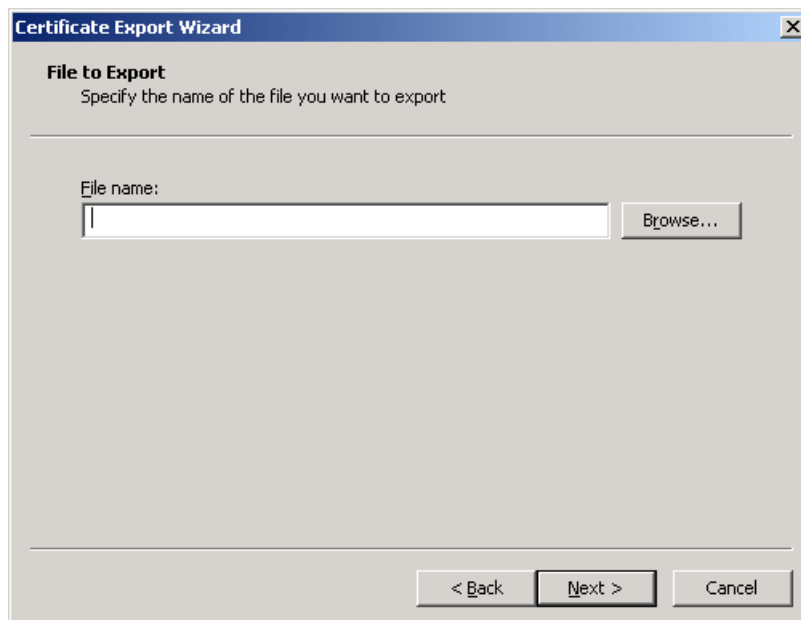 Certificate Export Wizard
File to Export
Specify the name of the file you want to export
File name:
Browse...
< Back
Next >
Cancel